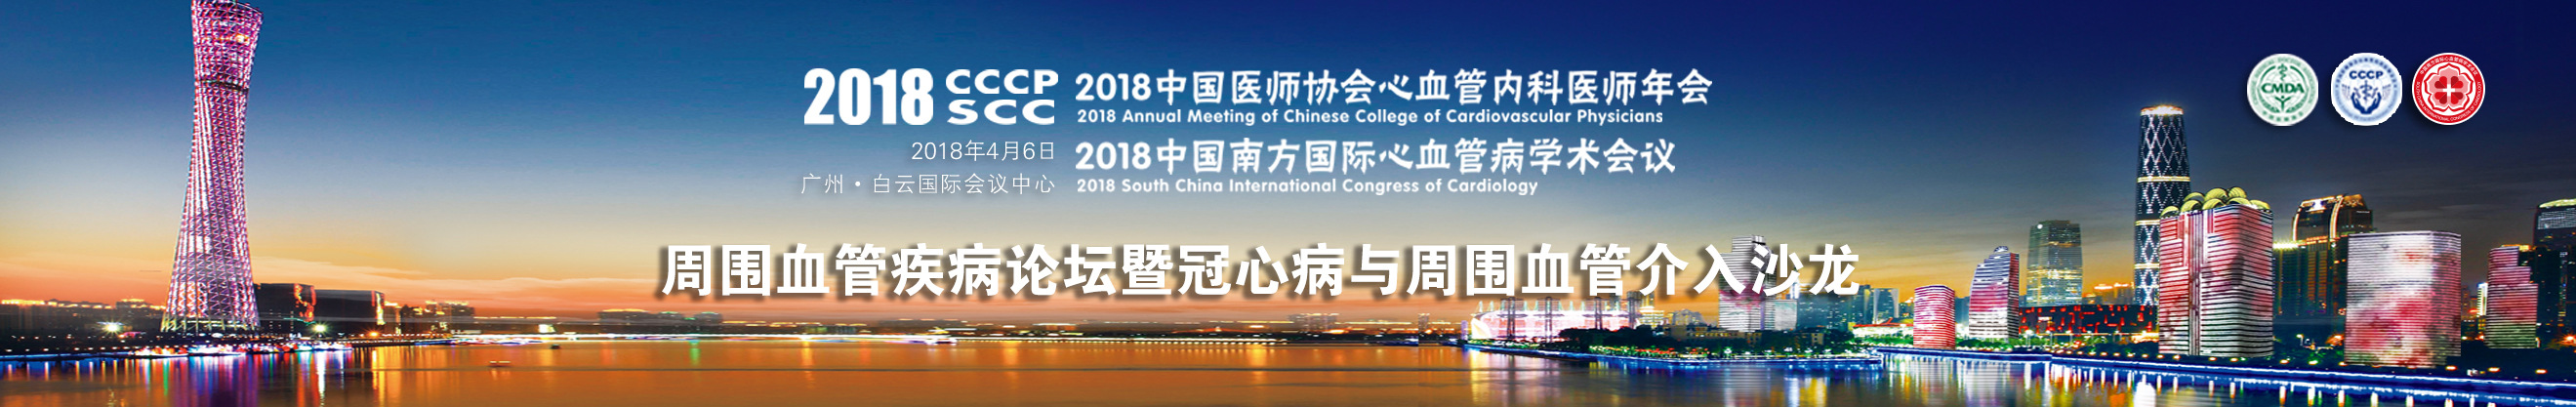 2018 CCCP SCC
2018年4月6日
广州·白云国际会议中心
2018中国医师协会心血管内科医师年会
2018 Annual Meeting of Chinese College of Cardiovascular Physicians
2018中国南方国际心血管病学术会议
2018 South China International Congress of Cardiology
CMDA
CCCP
周围血管疾病论坛暨冠心病与周围血管介入沙龙